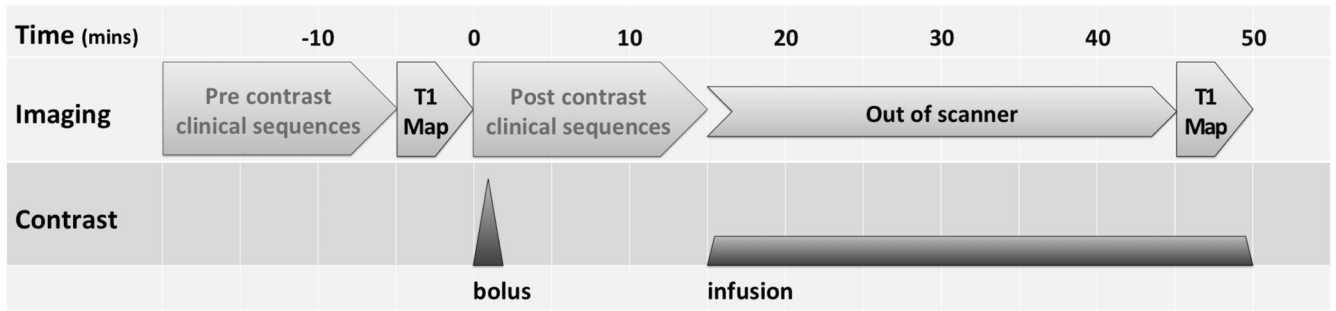 Time (mins) -10 0 10 20 30 40 50
Imaging
Pre contrast
clinical sequences
T1
Map
Post contrast
clinical sequences
Out of scanner
T1
Map
Contrast
bolus
infusion